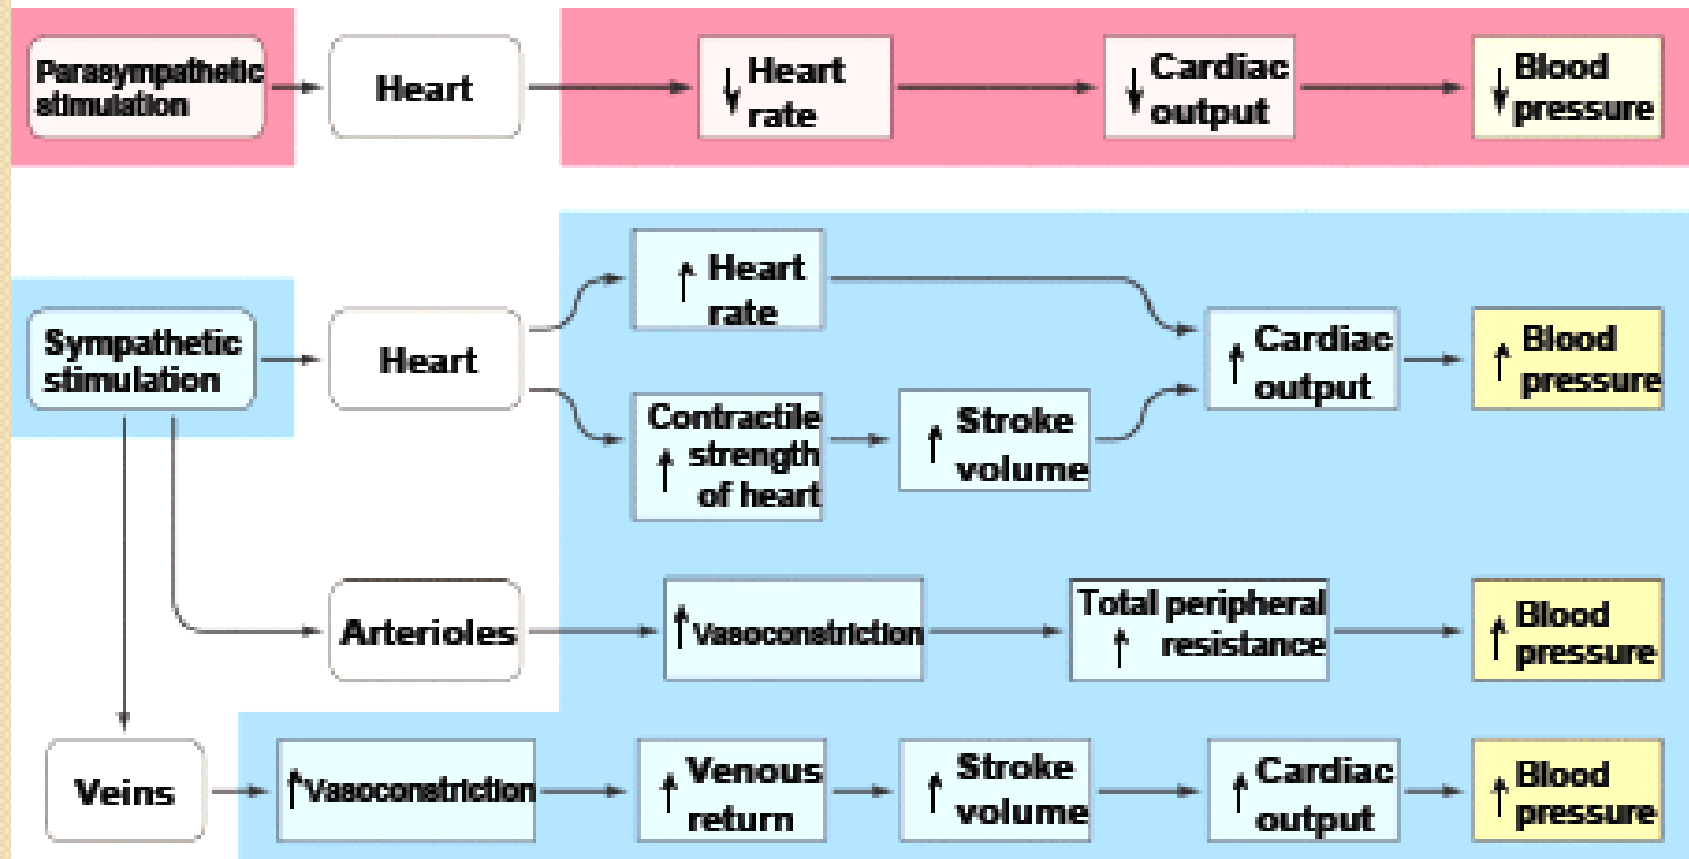 Parasympathetic
stimulation
Heart
↓ Heart
rate
↓ Cardiac
output
↓ Blood
pressure
Sympathetic
stimulation
Heart
↑ Heart
rate
Contractile
↑ strength
of heart
↑ Stroke
volume
↑ Cardiac
output
↑ Blood
pressure
Arterioles
↑ Vasoconstriction
Total peripheral
↑ resistance
↑ Blood
pressure
Veins
↑ Vasoconstriction
↑ Venous
return
↑ Stroke
volume
↑ Cardiac
output
↑ Blood
pressure